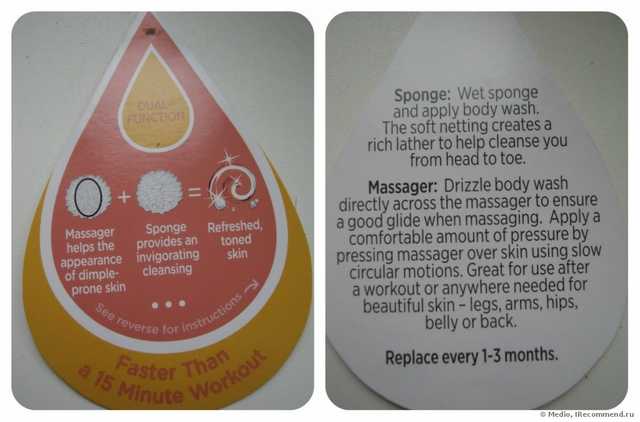 DUAL-
FUNCTION
Massager
helps the
appearance
of dimple-
prone skin
+
Sponge
provides an
invigorating
cleansing
=
Refreshed,
toned
skin
See reverse for instructions
Faster Than
a 15 Minute Workout
Sponge: Wet sponge
and apply body wash.
The soft netting creates a
rich lather to help cleanse you
from head to toe.
Massager: Drizzle body wash
directly across the massager to ensure
a good glide when massaging. Apply a
comfortable amount of pressure by
pressing massager over skin using slow
circular motions. Great for use after
a workout or anywhere needed for
beautiful skin – legs, arms, hips,
belly or back.
Replace every 1-3 months.
© Medio, IRecommend.ru